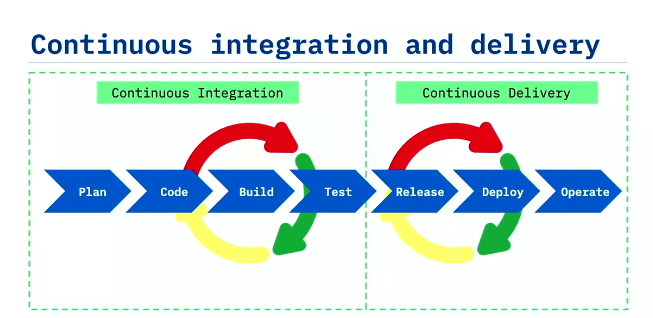 Continuous integration and delivery
Continuous Integration
Continuous Delivery
Plan
Code
Build
Test
Release
Deploy
Operate